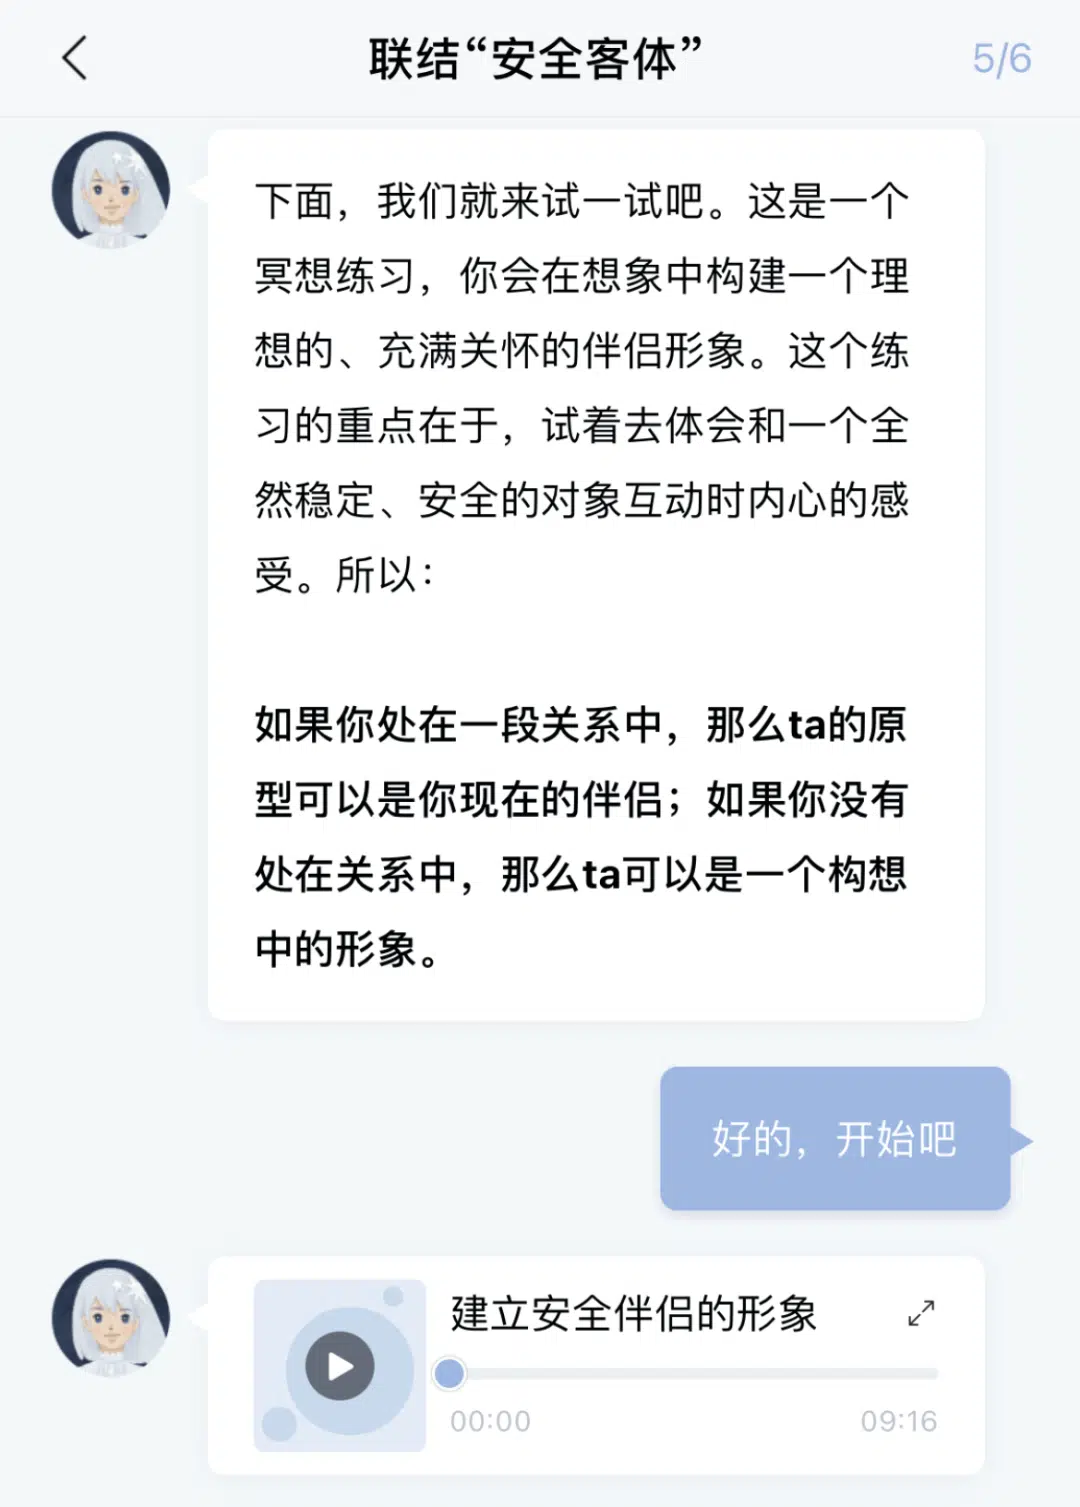 联结“安全客体”
5/6
下面，我们就来试一试吧。这是一个
冥想练习，你会在想象中构建一个理
想的、充满关怀的伴侣形象。这个练
习的重点在于，试着去体会和一个全
然稳定、安全的对象互动时内心的感
受。所以：
如果你处在一段关系中，那么ta的原
型可以是你现在的伴侣；如果你没有
处在关系中，那么ta可以是一个构想
中的形象。
好的，开始吧
建立安全伴侣的形象
00:00
09:16